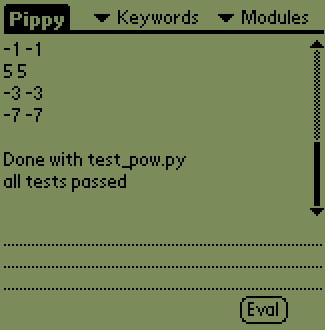 Pippy Keywords Modules
-1 -1
5 5
-3 -3
-7 -7
Done with test_pow.py
all tests passed
Eval